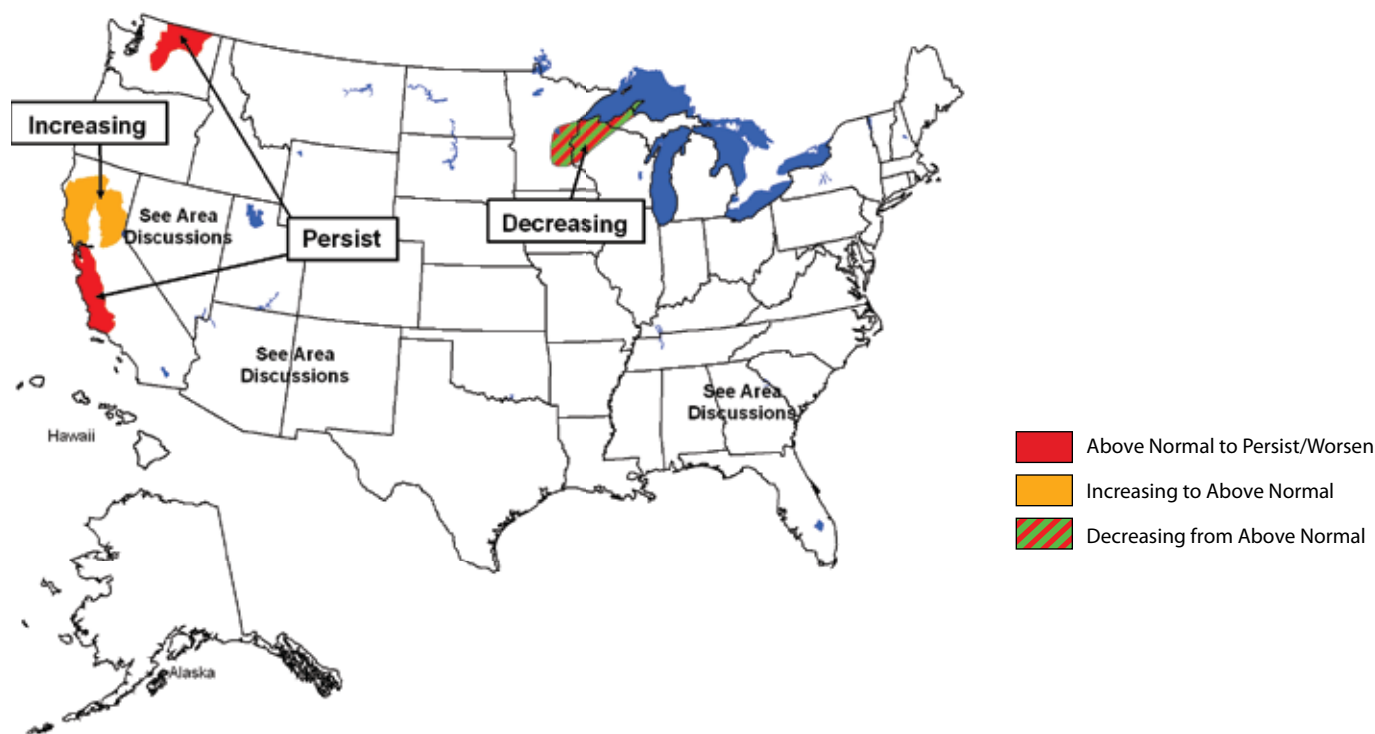 Increasing
See Area
Discussions
Persist
Decreasing
See Area
Discussions
See Area
Discussions
Hawaii
Alaska
Above Normal to Persist/Worsen
Increasing to Above Normal
Decreasing from Above Normal